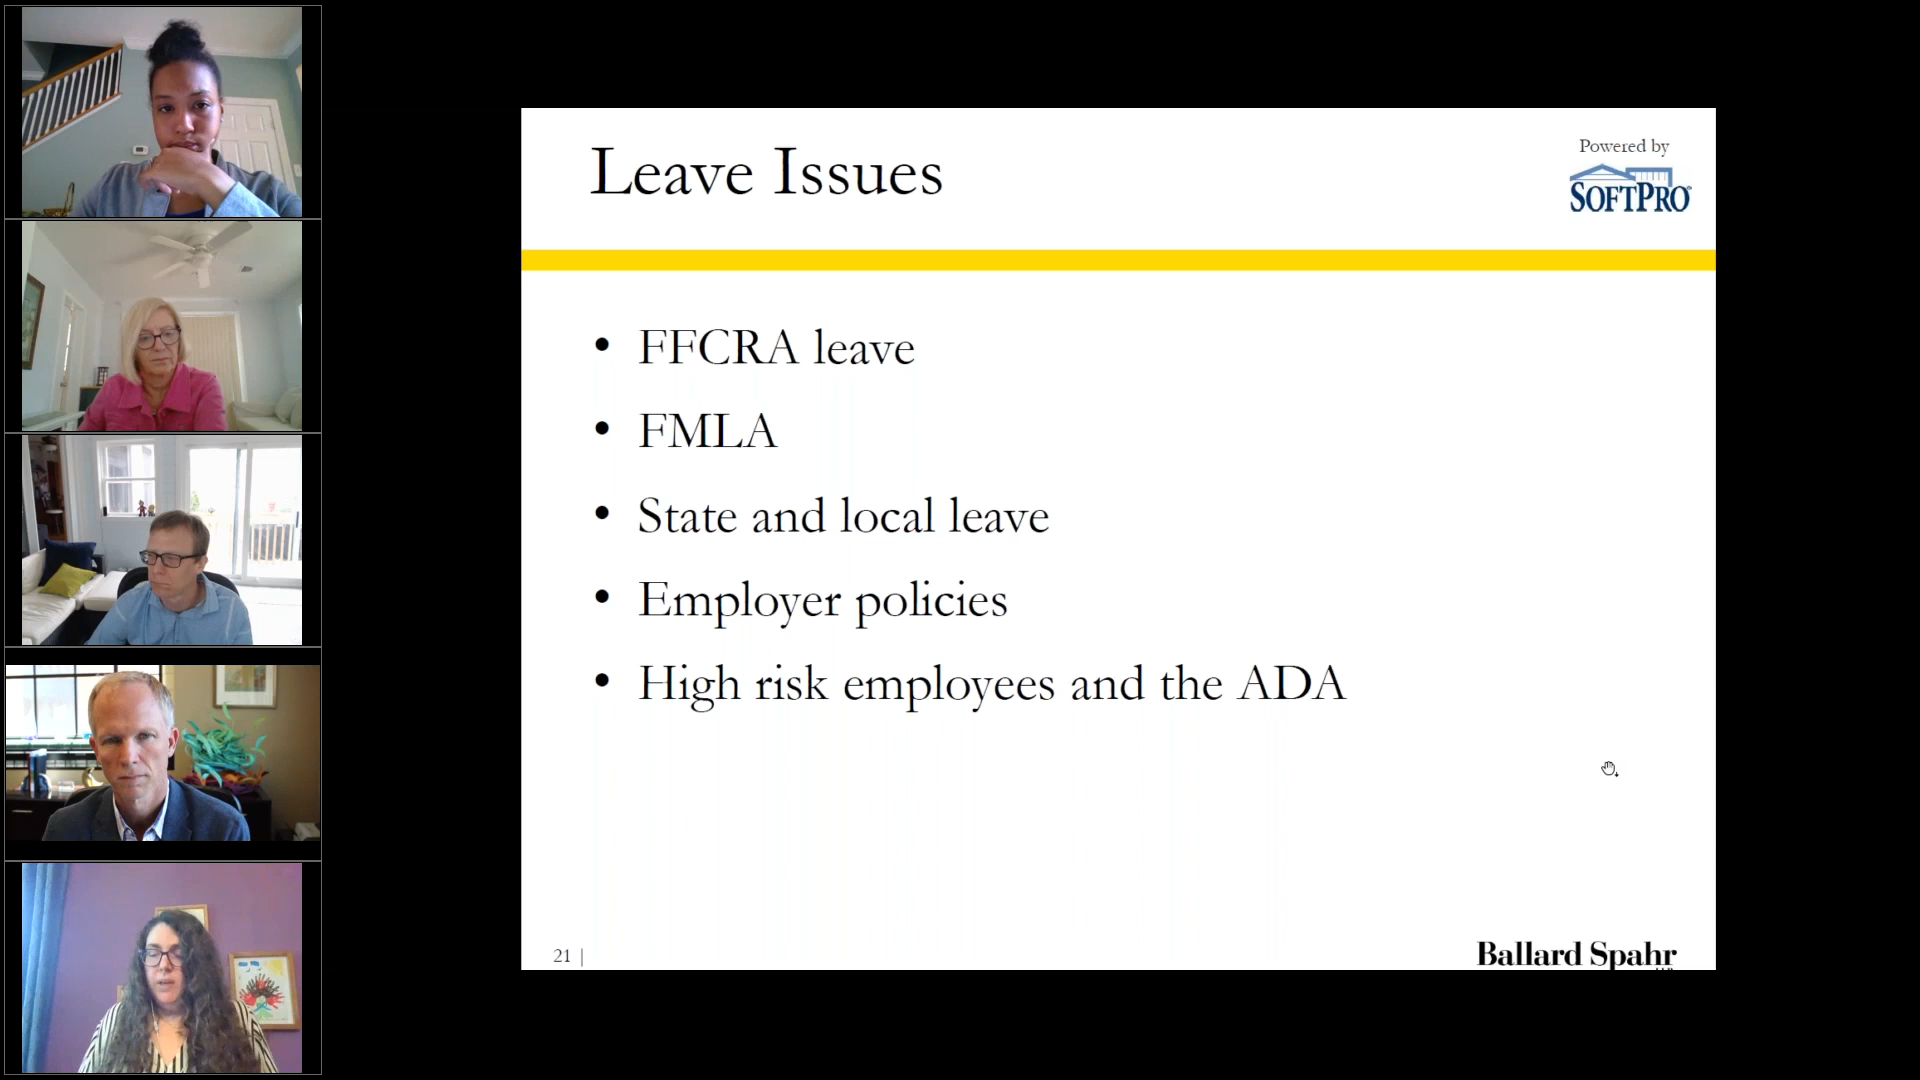 Leave Issues
Powered by
SOFTPRO
• FFCRA leave
• FMLA
• State and local leave
• Employer policies
• High risk employees and the ADA
21 |
Ballard Spahr